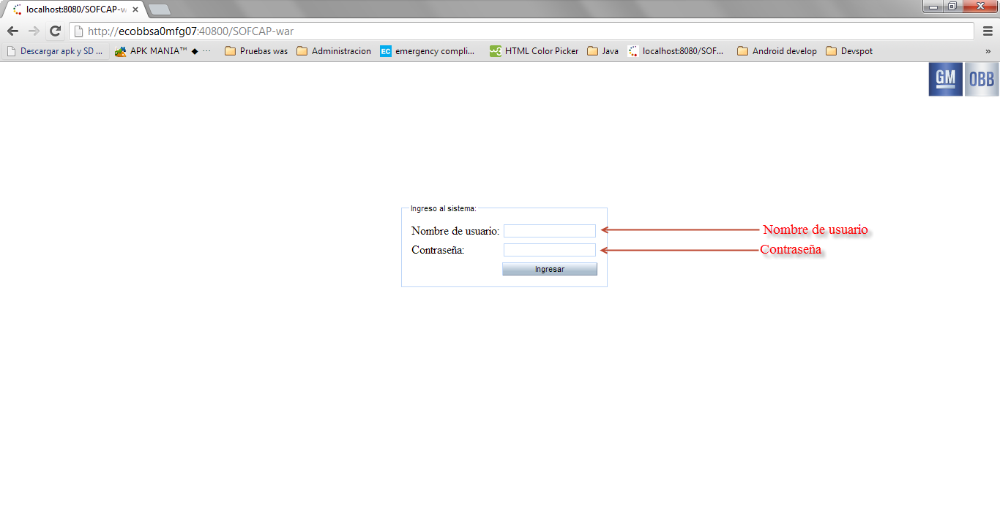 localhost:8080/SOFCAP-w
http://ecobbsa0mfg07:40800/SOFCAP-war
Descargar apk y SD ... APK MANIA™ ◆ ... Pruebas was Administracion EC emergency compli... w3 HTML Color Picker Java localhost:8080/SOF... Android develop Devspot »
GM OBB
Ingreso al sistema:
Nombre de usuario: Nombre de usuario
Contraseña: Contraseña
Ingresar